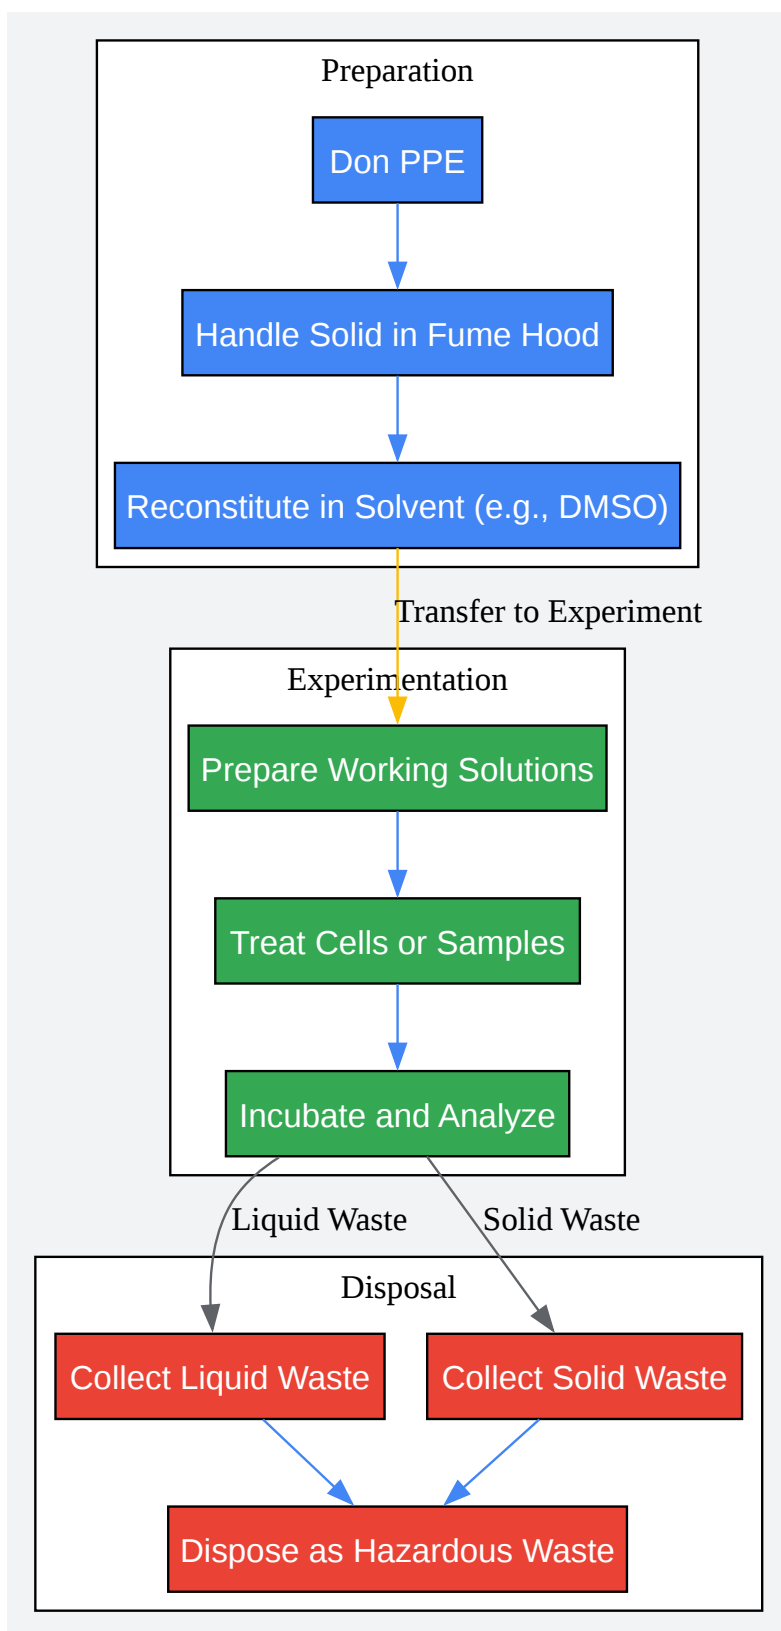 Preparation
Don PPE
Handle Solid in Fume Hood
Reconstitute in Solvent (e.g., DMSO)
Transfer to Experiment
Experimentation
Prepare Working Solutions
Treat Cells or Samples
Incubate and Analyze
Liquid Waste
Solid Waste
Disposal
Collect Liquid Waste
Collect Solid Waste
Dispose as Hazardous Waste